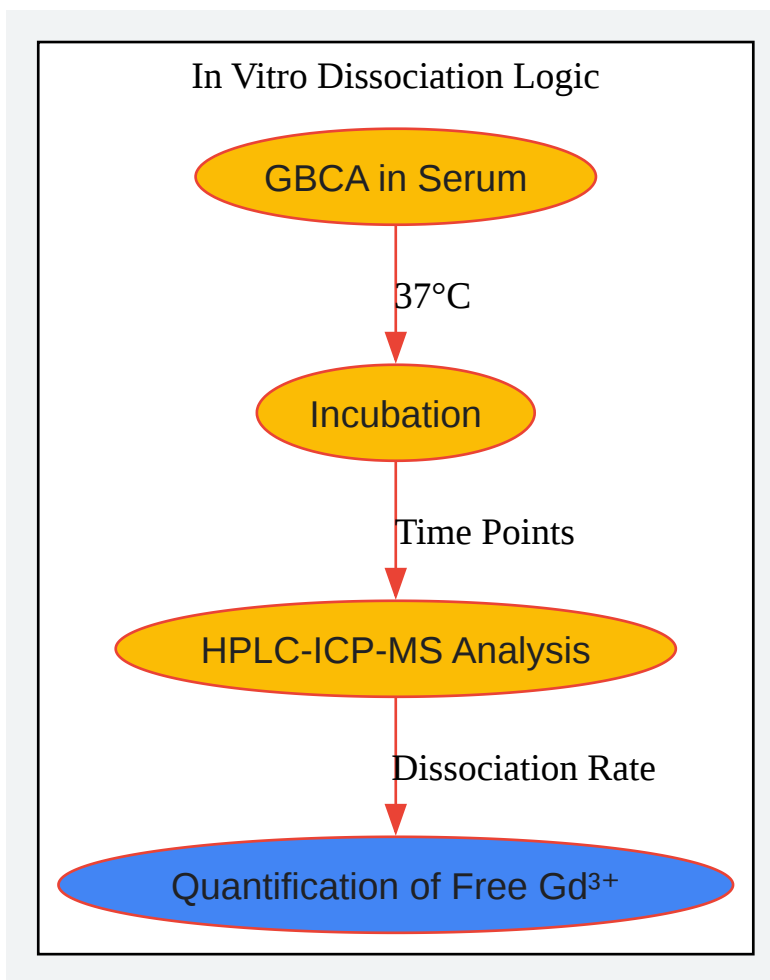 In Vitro Dissociation Logic
GBCA in Serum
37°C
Incubation
Time Points
HPLC-ICP-MS Analysis
Dissociation Rate
Quantification of Free Gd³⁺